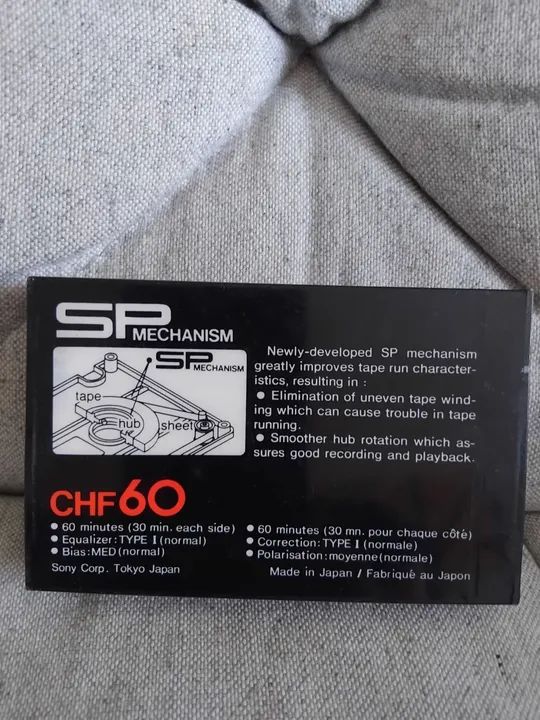 SP MECHANISM
SP MECHANISM
tape
hub
sheet
Newly-developed SP mechanism
greatly improves tape run character-
istics, resulting in :
● Elimination of uneven tape wind-
ing which can cause trouble in tape
running.
● Smoother hub rotation which as-
sures good recording and playback.
CHF60
● 60 minutes (30 min. each side)
● Equalizer: TYPE I (normal)
● Bias: MED (normal)
● 60 minutes (30 mn. pour chaque côté)
● Correction: TYPE I (normale)
● Polarisation: moyenne (normale)
Sony Corp. Tokyo Japan
Made in Japan / Fabriqué au Japon